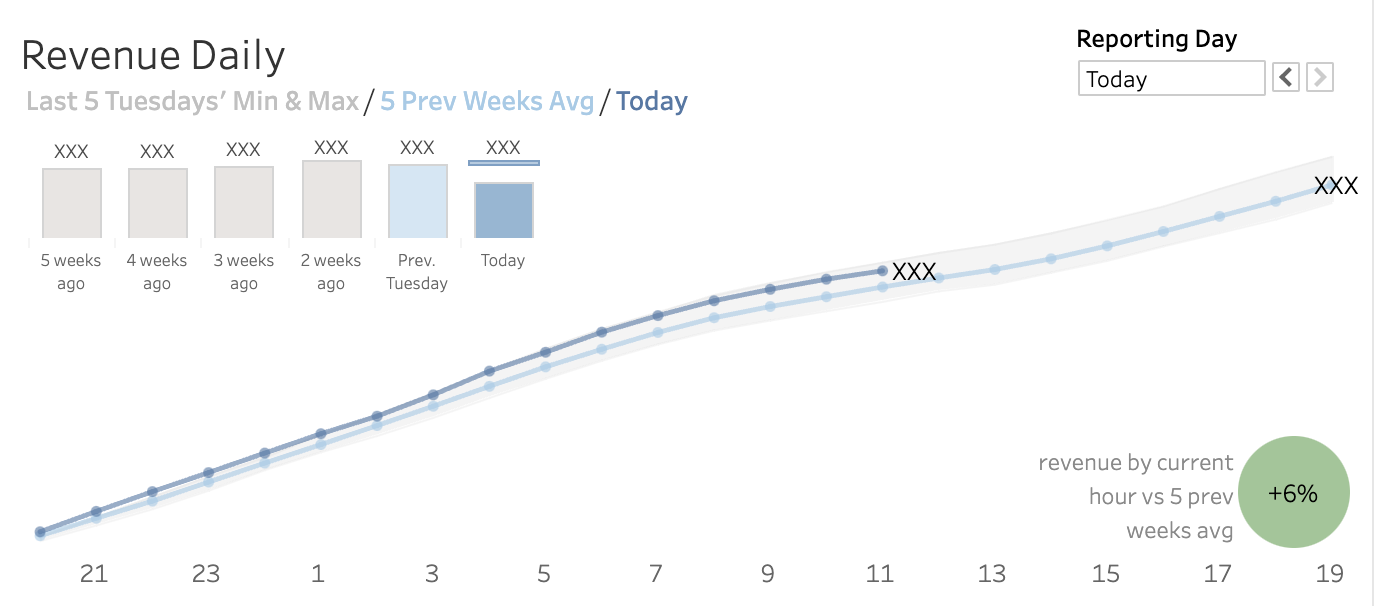 Revenue Daily
Reporting Day
Today
Last 5 Tuesdays' Min & Max / 5 Prev Weeks Avg / Today
XXX XXX XXX XXX XXX XXX
5 weeks ago
4 weeks ago
3 weeks ago
2 weeks ago
Prev. Tuesday
Today
XXX
XXX
revenue by current
hour vs 5 prev
weeks avg
+6%
21 23 1 3 5 7 9 11 13 15 17 19